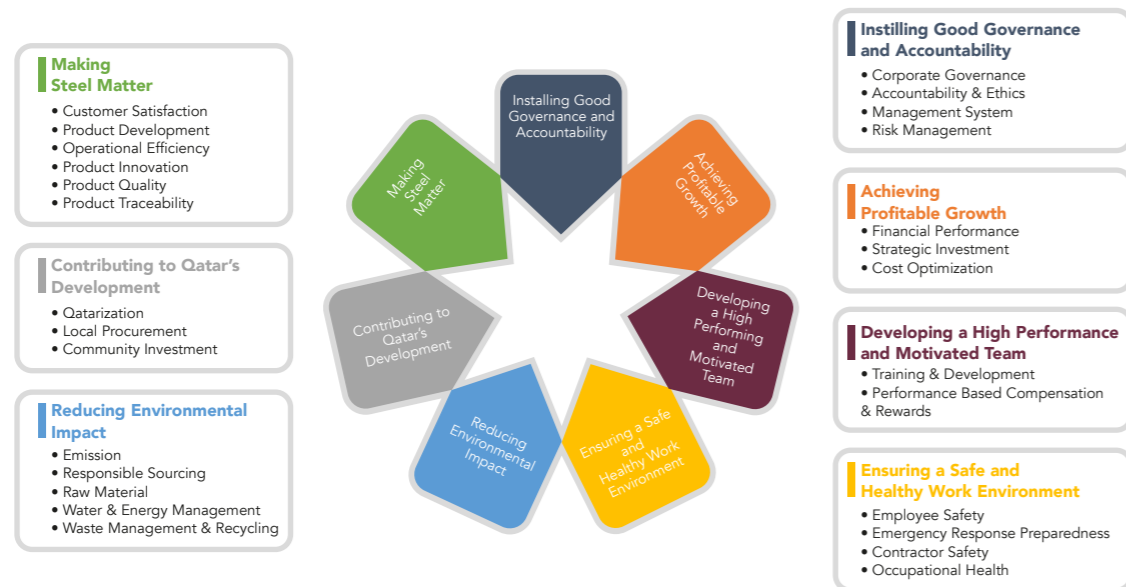 Making
Steel Matter
• Customer Satisfaction
• Product Development
• Operational Efficiency
• Product Innovation
• Product Quality
• Product Traceability
Contributing to Qatar's
Development
• Qatarization
• Local Procurement
• Community Investment
Reducing Environmental
Impact
• Emission
• Responsible Sourcing
• Raw Material
• Water & Energy Management
• Waste Management & Recycling
Installing Good
Governance and
Accountability
Achieving
Profitable
Growth
Developing
a High
Performing
and
Motivated
Team
Ensuring a Safe
and
Healthy Work
Environment
Reducing
Environmental
Impact
Contributing to
Qatar's
Development
Making
Steel
Matter
Instilling Good Governance
and Accountability
• Corporate Governance
• Accountability & Ethics
• Management System
• Risk Management
Achieving
Profitable Growth
• Financial Performance
• Strategic Investment
• Cost Optimization
Developing a High Performance
and Motivated Team
• Training & Development
• Performance Based Compensation
& Rewards
Ensuring a Safe and
Healthy Work Environment
• Employee Safety
• Emergency Response Preparedness
• Contractor Safety
• Occupational Health